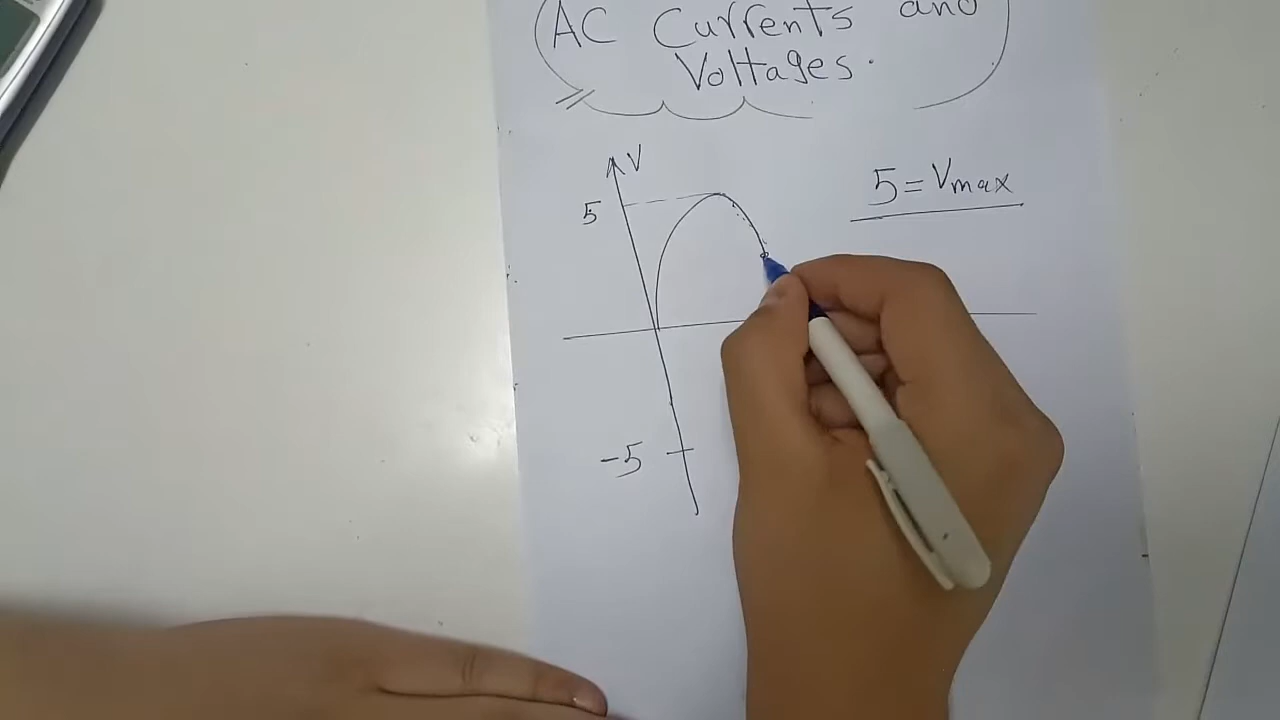 AC Currents and
Voltages.
V
5 = Vmax
5
-5